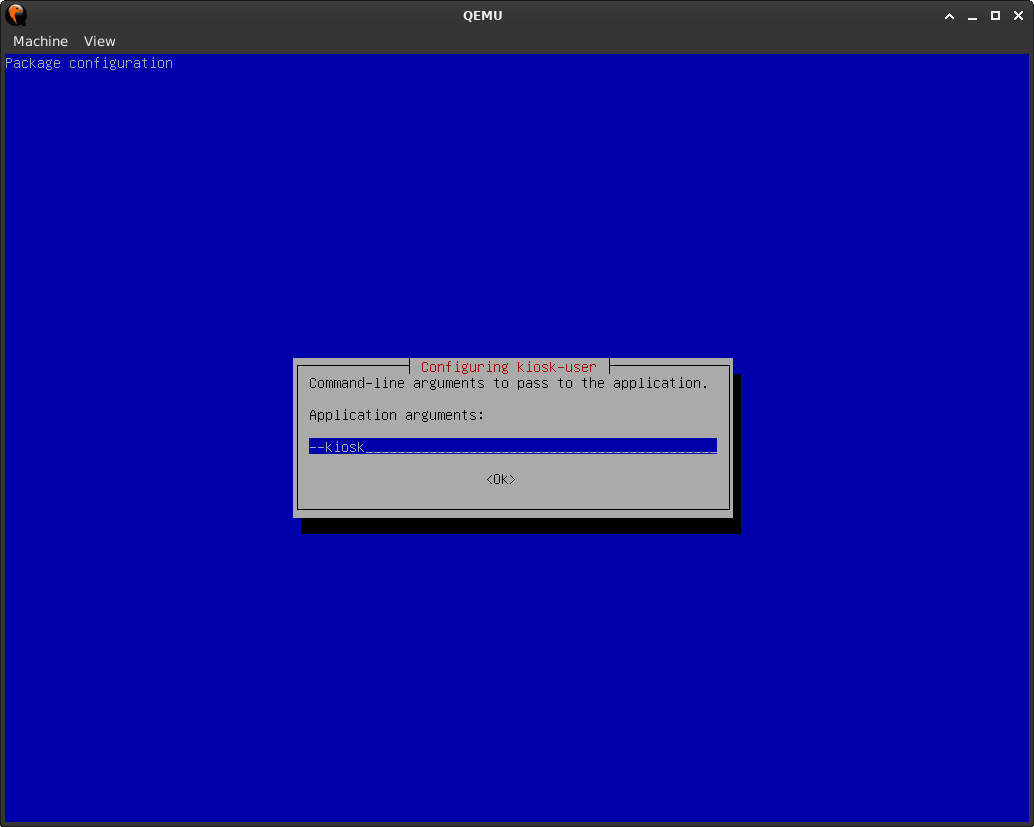 QEMU
Machine View
Package configuration
Configuring kiosk-user
Command-line arguments to pass to the application.
Application arguments:
--kiosk____________________________________________
<Ok>